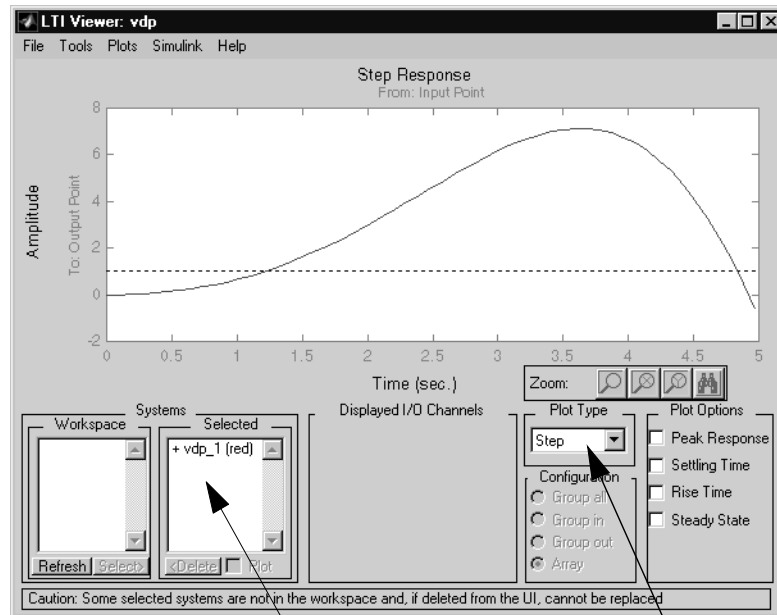 LTI Viewer: vdp
File Tools Plots Simulink Help
Step Response
From: Input Point
Amplitude
To: Output Point
8
6
4
2
0
-2
0 0.5 1 1.5 2 2.5 3 3.5 4 4.5 5
Time (sec.)
Zoom:
Systems
Workspace
Selected
+ vdp_1 (red)
Refresh Select>
<Delete Plot
Displayed I/O Channels
Plot Type
Step
Configuration
Group all
Group in
Group out
Array
Plot Options
Peak Response
Settling Time
Rise Time
Steady State
Caution: Some selected systems are not in the workspace and, if deleted from the UI, cannot be replaced